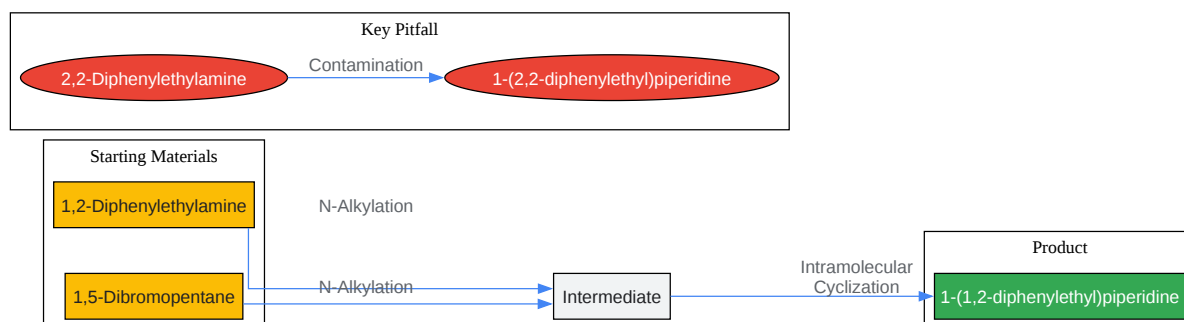 Key Pitfall
2,2-Diphenylethylamine
Contamination
1-(2,2-diphenylethyl)piperidine
Starting Materials
1,2-Diphenylethylamine
N-Alkylation
1,5-Dibromopentane
N-Alkylation
Intermediate
Intramolecular
Cyclization
Product
1-(1,2-diphenylethyl)piperidine